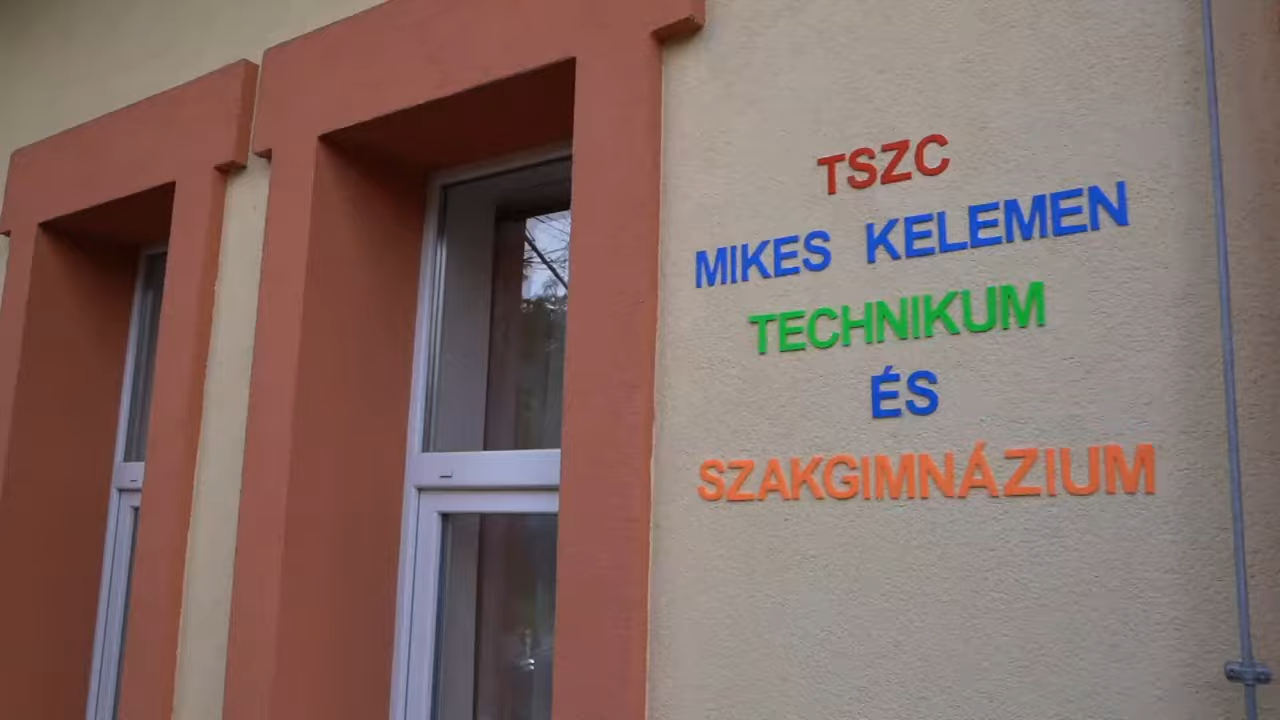 TSZC
MIKES KELEMEN
TECHNIKUM
ÉS
SZAKGIMNÁZIUM